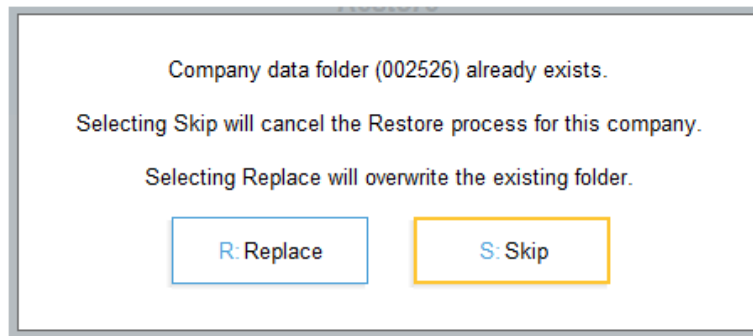 Company data folder (002526) already exists.
Selecting Skip will cancel the Restore process for this company.
Selecting Replace will overwrite the existing folder.
R: Replace
S: Skip